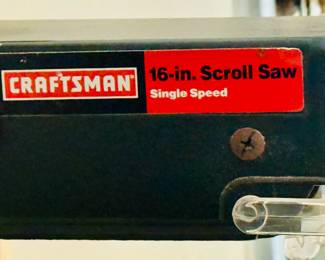 CRAFTSMAN
16-in. Scroll Saw
Single Speed